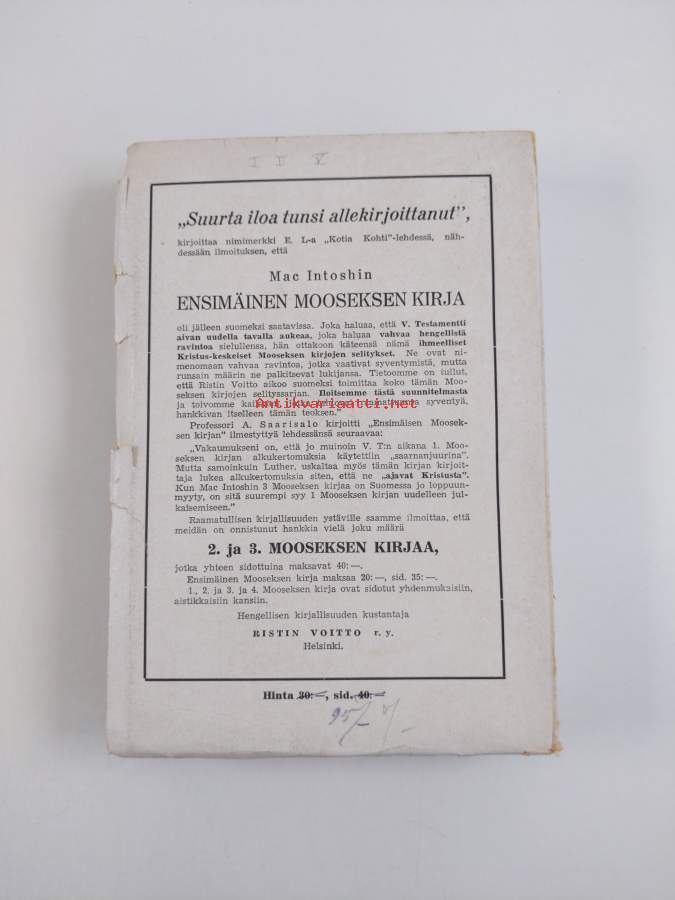 I I V
„Suurta iloa tunsi allekirjoittanut”,
kirjoittaa nimimerkki E. L-a „Kotia Kohti”-lehdessä, näh-
dessään ilmoituksen, että
Mac Intoshin
ENSIMÄINEN MOOSEKSEN KIRJA
oli jälleen suomeksi saatavissa. Joka haluaa, että V. Testamentti
aivan uudella tavalla aukeaa, joka haluaa vahvaa hengellistä
ravintoa sielullensa, hän ottakoon käteensä nämä ihmeelliset
Kristus-keskeiset Mooseksen kirjojen selitykset. Ne ovat ni-
menomaan vahvaa ravintoa, jotka vaativat syventymistä, mutta
runsain määrin ne palkitsevat lukijansa. Tietoomme on tullut,
että Ristin Voitto aikoo suomeksi toimittaa koko tämän Moo-
seksen kirjojen selityssarjan. Iloitsemme tästä suunnitelmasta
ja toivomme syventyä,
antikvariaatti.net
hankkivan itselleen tämän teoksen.”
Professori A. Saarisalo kirjoitti „Ensimäisen Moosek-
sen kirjan” ilmestyttyä lehdessänsä seuraavaa:
„Vakaumukseni on, että jo muinoin V. T:n aikana 1. Moo-
seksen kirjan alkukertomuksia käytettiin „saarnanjuurina”.
Mutta samoinkuin Luther, uskaltaa myös tämän kirjan kirjoit-
taja lukea alkukertomuksia siten, että ne „ajavat Kristusta”.
Kun Mac Intoshin 3 Mooseksen kirjaa on Suomessa jo loppuun-
myyty, on sitä suurempi syy 1 Mooseksen kirjan uudelleen jul-
kaisemiseen.”
Raamatullisen kirjallisuuden ystäville saamme ilmoittaa, että
meidän on onnistunut hankkia vielä joku määrä
2. ja 3. MOOSEKSEN KIRJAA,
jotka yhteen sidottuina maksavat 40:—.
Ensimäinen Mooseksen kirja maksaa 20:—, sid. 35:—.
1., 2. ja 3. ja 4. Mooseksen kirja ovat sidotut yhdenmukaisiin,
aistikkaisiin kansiin.
Hengellisen kirjallisuuden kustantaja
RISTIN VOITTO r. y.
Helsinki.
Hinta 30:—, sid. 40:—
95/